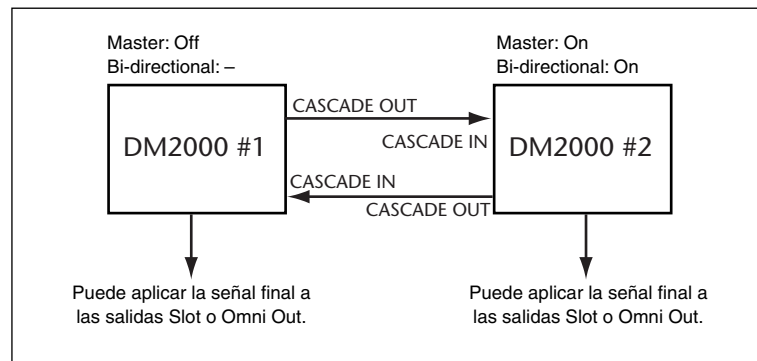 Master: Off
Bi-directional: –
Master: On
Bi-directional: On
DM2000 #1
CASCADE OUT
CASCADE IN
DM2000 #2
CASCADE IN
CASCADE OUT
Puede aplicar la señal final a
las salidas Slot o Omni Out.
Puede aplicar la señal final a
las salidas Slot o Omni Out.